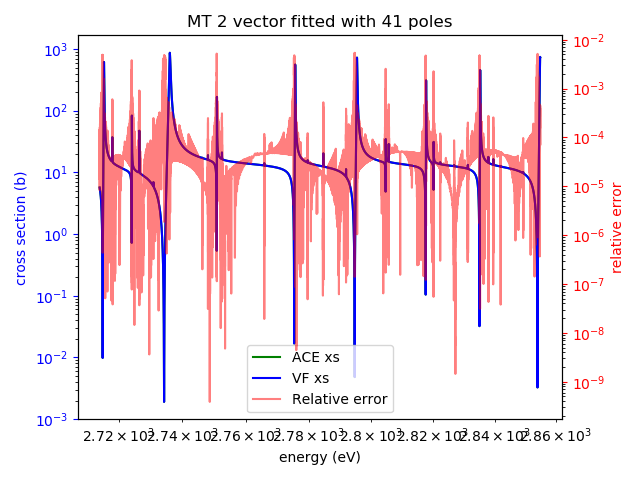 MT 2 vector fitted with 41 poles
cross section (b)
10³
10²
10¹
10⁰
10⁻¹
10⁻²
10⁻³
10⁻²
10⁻³
10⁻⁴
10⁻⁵
10⁻⁶
10⁻⁷
10⁻⁸
10⁻⁹
relative error
ACE xs
VF xs
Relative error
2.72 × 10³ 2.74 × 10³ 2.76 × 10³ 2.78 × 10³ 2.8 × 10³ 2.82 × 10³ 2.84 × 10³ 2.86 × 10³
energy (eV)